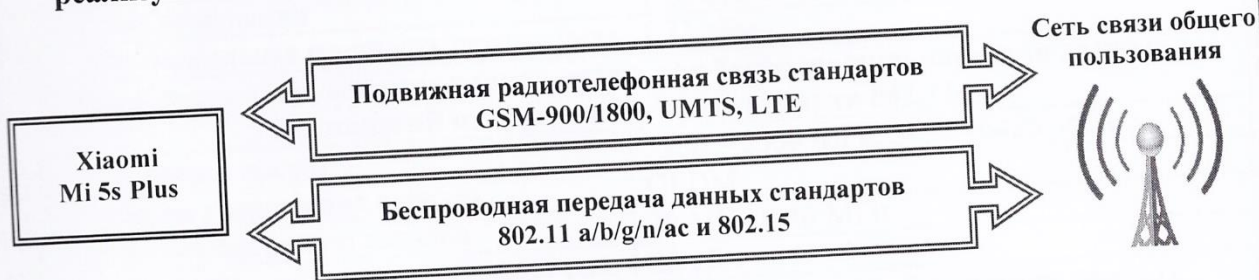 Сеть связи общего
пользования
Подвижная радиотелефонная связь стандартов
GSM-900/1800, UMTS, LTE
Xiaomi
Mi 5s Plus
Беспроводная передача данных стандартов
802.11 a/b/g/n/ac и 802.15